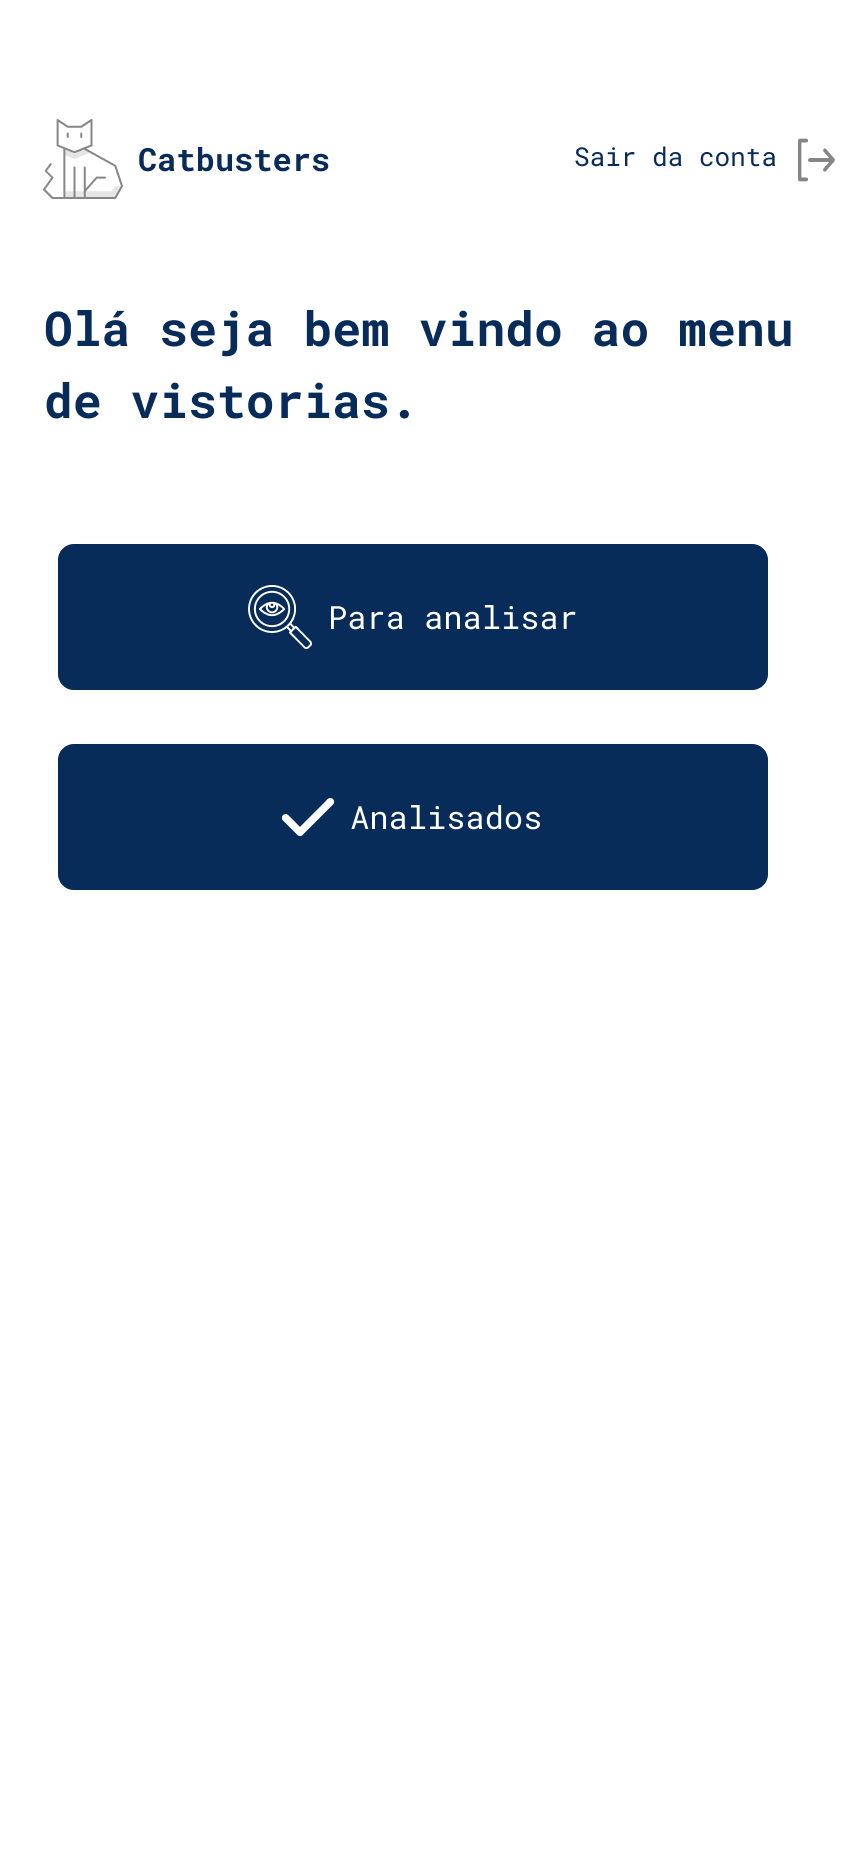 Catbusters
Sair da conta
Olá seja bem vindo ao menu
de vistorias.
Para analisar
Analisados